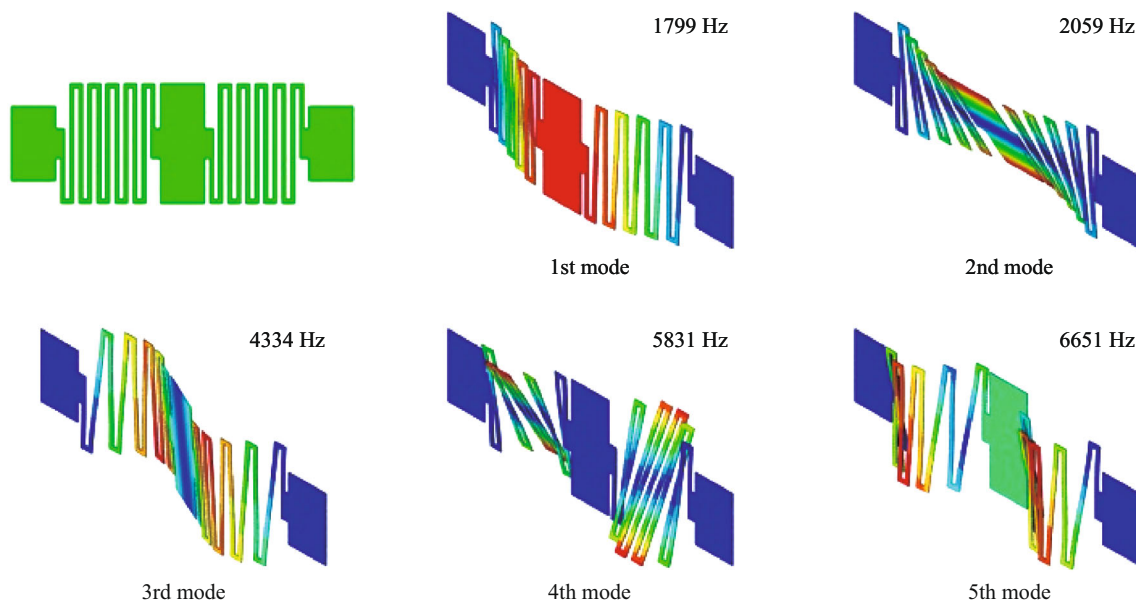 1799 Hz
2059 Hz
1st mode
2nd mode
4334 Hz
5831 Hz
6651 Hz
3rd mode
4th mode
5th mode